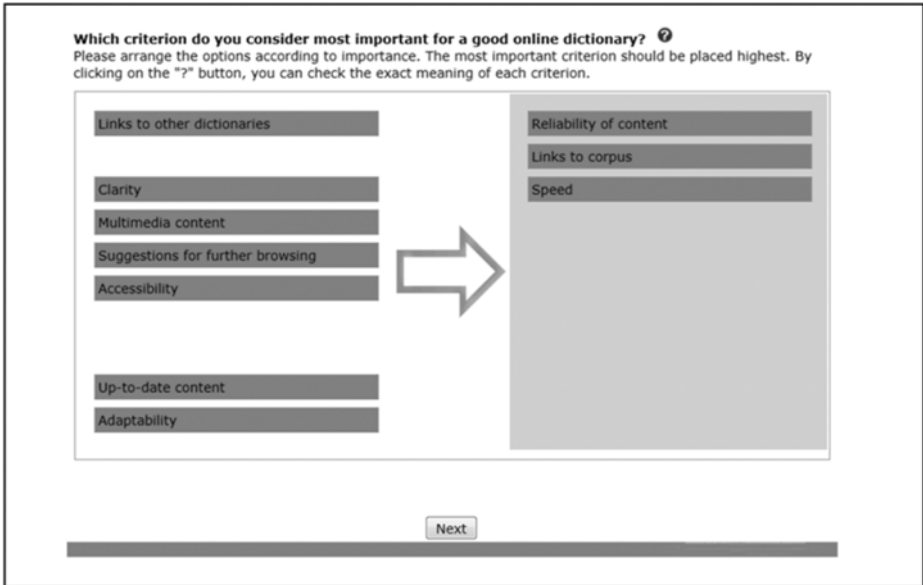 Which criterion do you consider most important for a good online dictionary? ?
Please arrange the options according to importance. The most important criterion should be placed highest. By
clicking on the "?" button, you can check the exact meaning of each criterion.
Links to other dictionaries
Clarity
Multimedia content
Suggestions for further browsing
Accessibility
Up-to-date content
Adaptability
Reliability of content
Links to corpus
Speed
Next